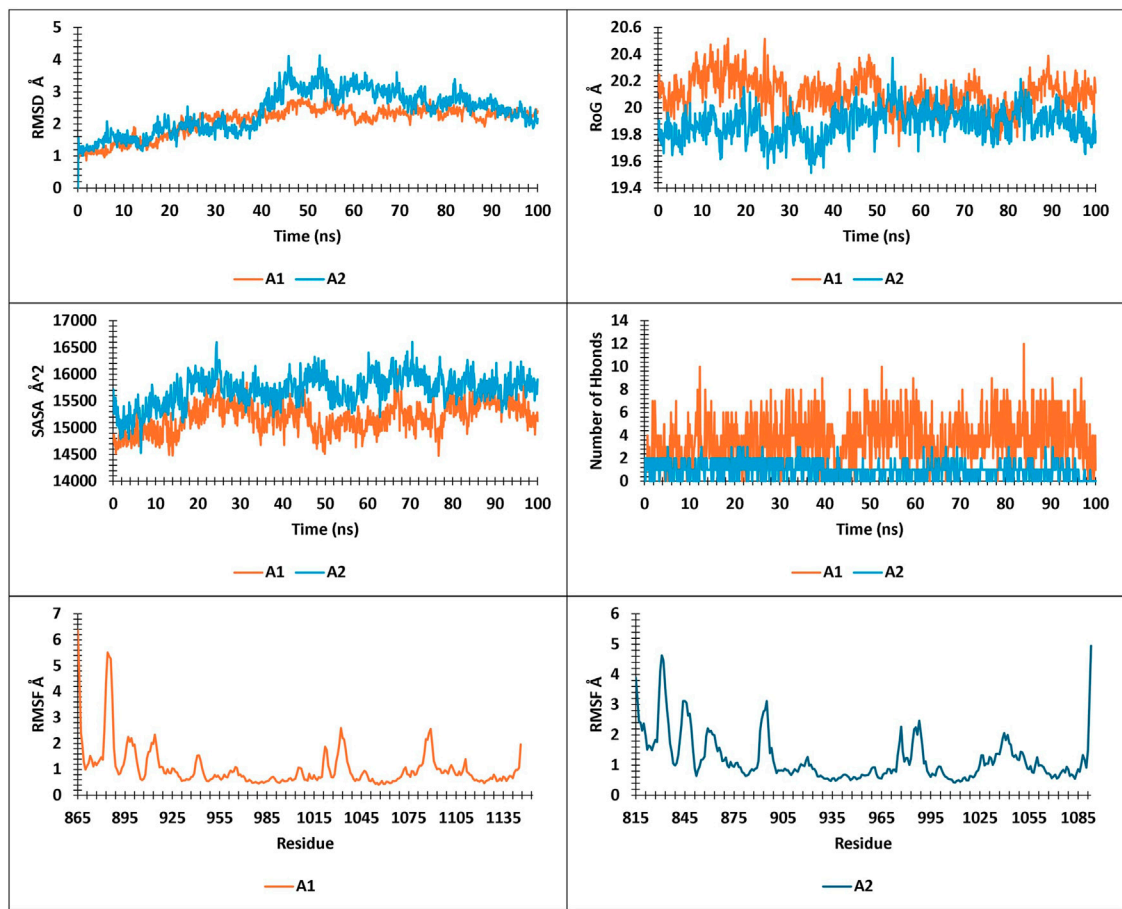 5
4
3
2
1
0
RMSD Å
0 10 20 30 40 50 60 70 80 90 100
Time (ns)
A1 A2
20.6
20.4
20.2
20
19.8
19.6
19.4
RoG Å
0 10 20 30 40 50 60 70 80 90 100
Time (ns)
A1 A2
17000
16500
16000
15500
15000
14500
14000
SASA Å^2
0 10 20 30 40 50 60 70 80 90 100
Time (ns)
A1 A2
14
12
10
8
6
4
2
0
Number of Hbonds
0 10 20 30 40 50 60 70 80 90 100
Time (ns)
A1 A2
7
6
5
4
3
2
1
0
RMSF Å
865 895 925 955 985 1015 1045 1075 1105 1135
Residue
A1
6
5
4
3
2
1
0
RMSF Å
815 845 875 905 935 965 995 1025 1055 1085
Residue
A2